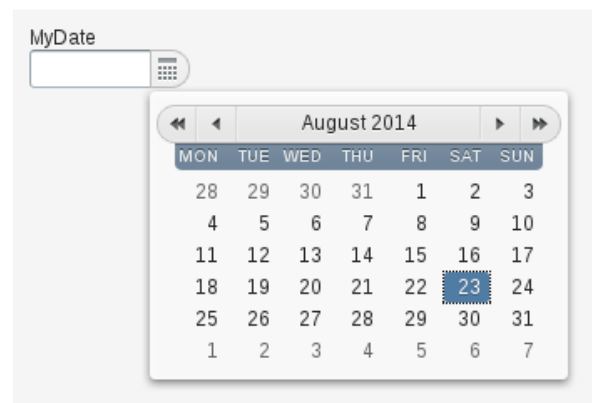 MyDate
August 2014
MON TUE WED THU FRI SAT SUN
28 29 30 31 1 2 3
4 5 6 7 8 9 10
11 12 13 14 15 16 17
18 19 20 21 22 23 24
25 26 27 28 29 30 31
1 2 3 4 5 6 7